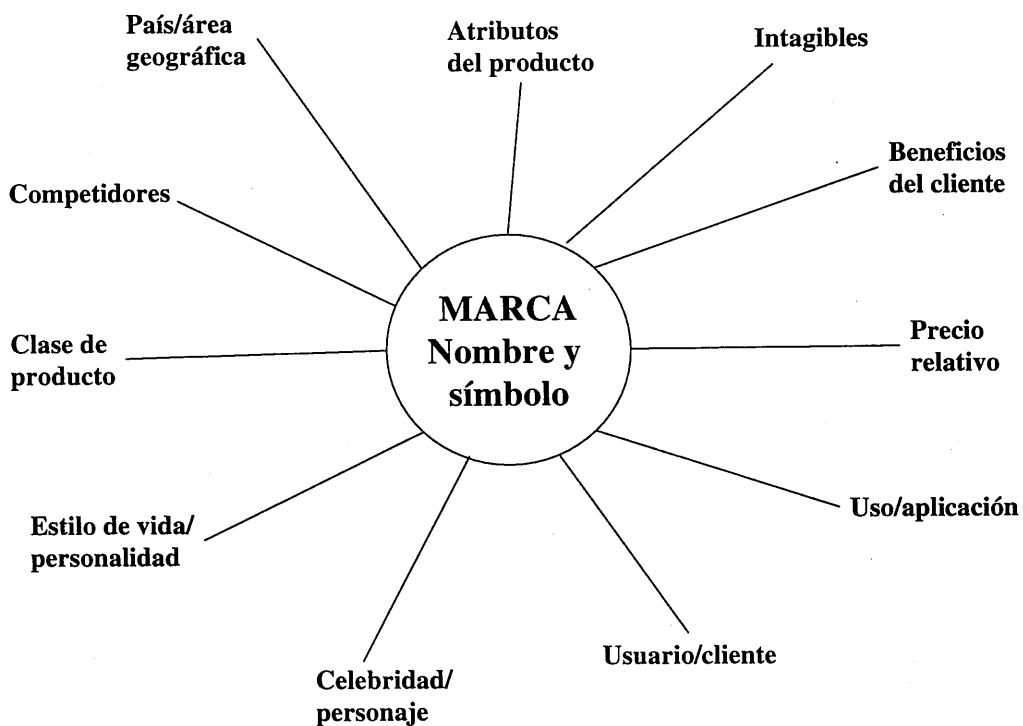 País/área
geográfica
Atributos
del producto
Intagibles
Beneficios
del cliente
Competidores
MARCA
Nombre y
símbolo
Clase de
producto
Precio
relativo
Uso/aplicación
Estilo de vida/
personalidad
Usuario/cliente
Celebridad/
personaje